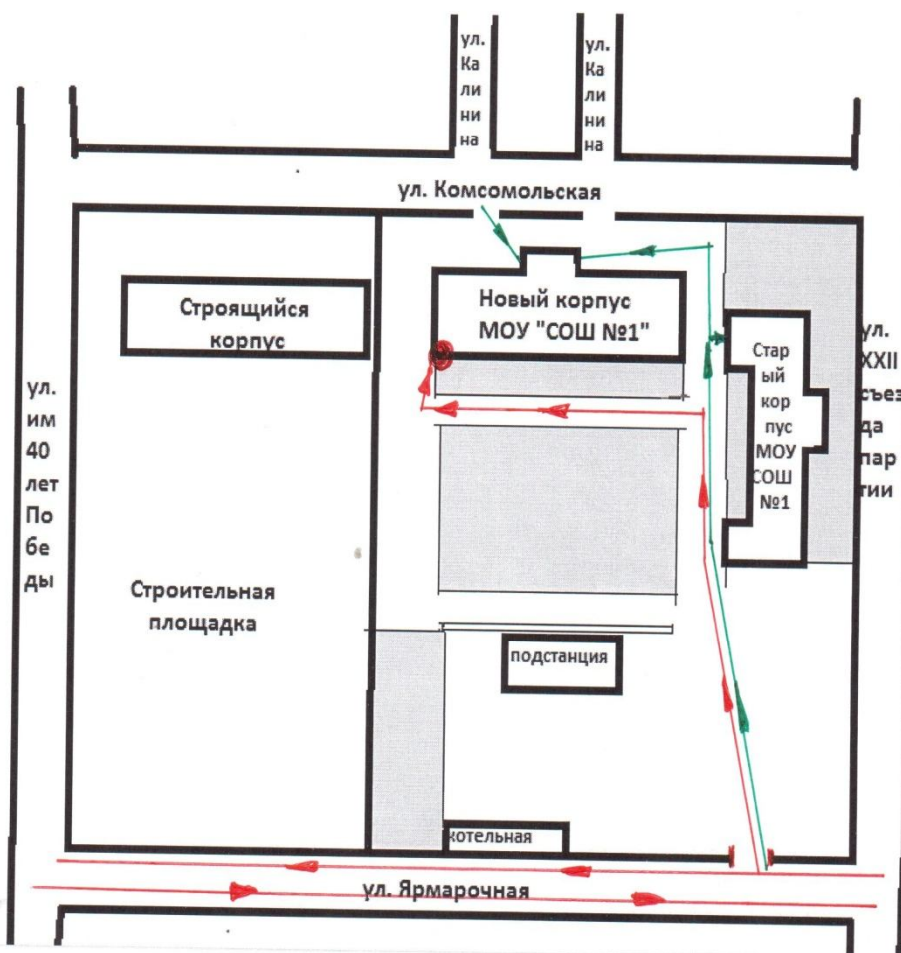 ул.
Ка
ли
ни
на
ул.
Ка
ли
ни
на
ул. Комсомольская
Строящийся
корпус
Новый корпус
МОУ "СОШ №1"
Стар
ый
кор
пус
МОУ
СОШ
№1
ул.
XXII
съез
да
пар
тии
ул.
им
40
лет
По
бе
ды
Строительная
площадка
подстанция
котельная
ул. Ярмарочная